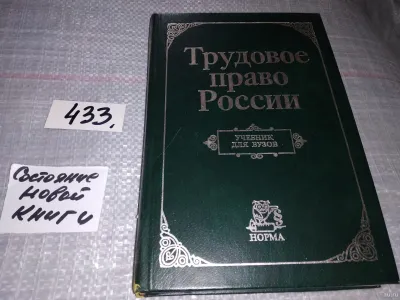 Трудовое
право
России
УЧЕБНИК
ДЛЯ ВУЗОВ
НОРМА
433.
Состояние
новой
книги